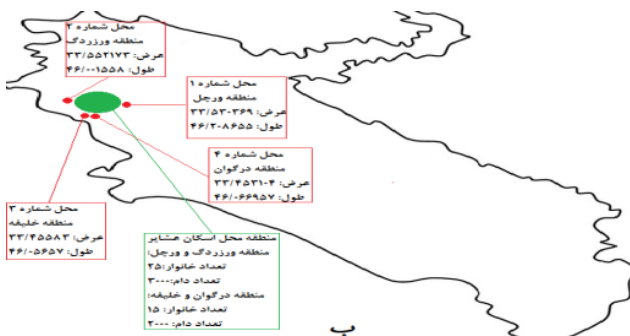 محل شماره ۲
منطقه ورزردگ
عرض: ۳۳/۵۵۲۱۷۳
طول: ۴۶/۰۰۱۵۵۸
محل شماره ۱
منطقه ورچل
عرض: ۳۳/۵۳۰۳۶۹
طول: ۴۶/۲۰۸۶۵۵
محل شماره ۴
منطقه درگوان
عرض: ۳۳/۴۵۳۱۰۴
طول: ۴۶/۰۶۶۹۵۷
محل شماره ۳
منطقه خلیفه
عرض: ۳۳/۴۵۵۸۳
طول: ۴۶/۰۵۶۵۷
منطقه محل اسکان عشایر
منطقه ورزردگ و ورچل:
تعداد خانوار: ۲۵
تعداد دام: ۳۰۰۰
منطقه درگوان و خلیفه:
تعداد خانوار: ۱۵
تعداد دام: ۲۰۰۰
ب